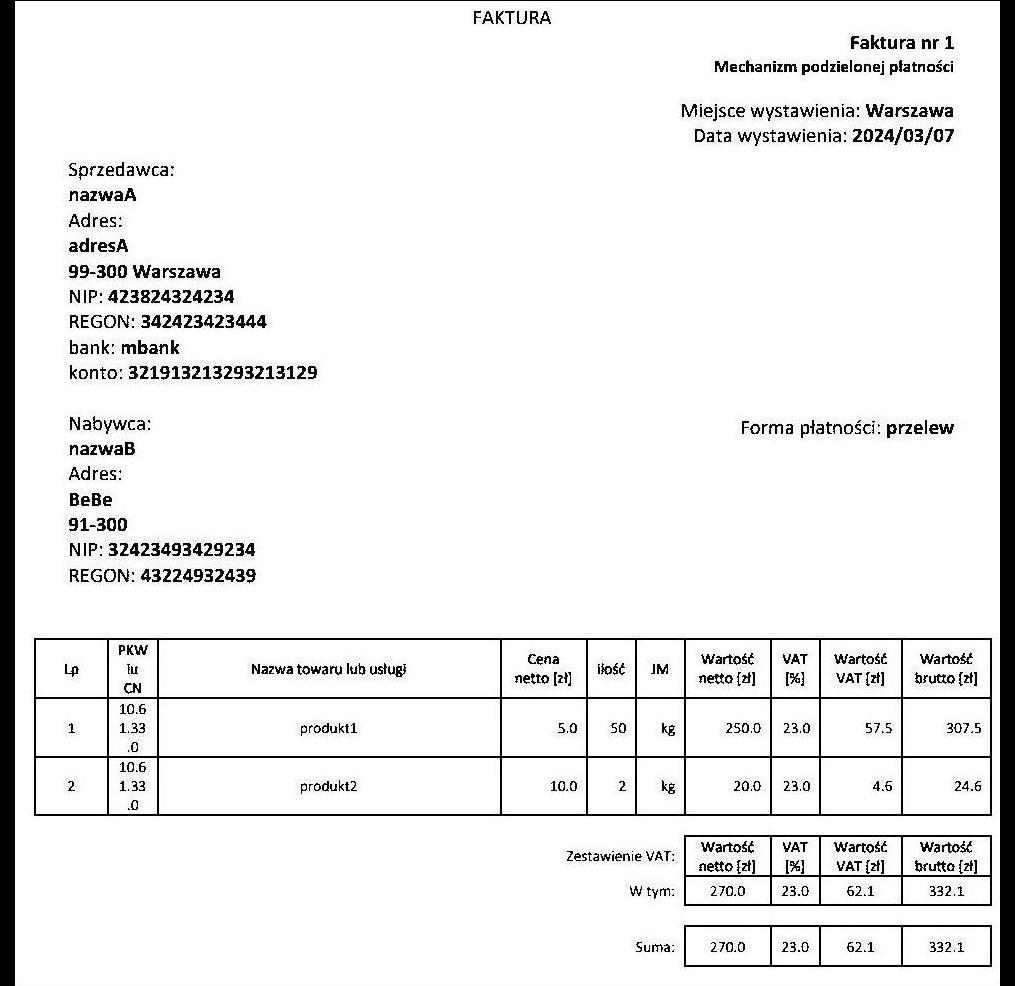 FAKTURA
Faktura nr 1
Mechanizm podzielonej płatności
Miejsce wystawienia: Warszawa
Data wystawienia: 2024/03/07
Sprzedawca:
nazwaA
Adres:
adresA
99-300 Warszawa
NIP: 423824324234
REGON: 342423423444
bank: mbank
konto: 321913213293213129
Nabywca:
nazwaB
Adres:
BeBe
91-300
NIP: 32423493429234
REGON: 43224932439
Forma płatności: przelew
Lp PKW iu CN Nazwa towaru lub usługi Cena netto [zł] ilość JM Wartość netto [zł] VAT [%] Wartość VAT [zł] Wartość brutto [zł]
1 10.6 1.33 .0 produkt1 5.0 50 kg 250.0 23.0 57.5 307.5
2 10.6 1.33 .0 produkt2 10.0 2 kg 20.0 23.0 4.6 24.6
Zestawienie VAT: Wartość netto [zł] VAT [%] Wartość VAT [zł] Wartość brutto [zł]
W tym: 270.0 23.0 62.1 332.1
Suma: 270.0 23.0 62.1 332.1